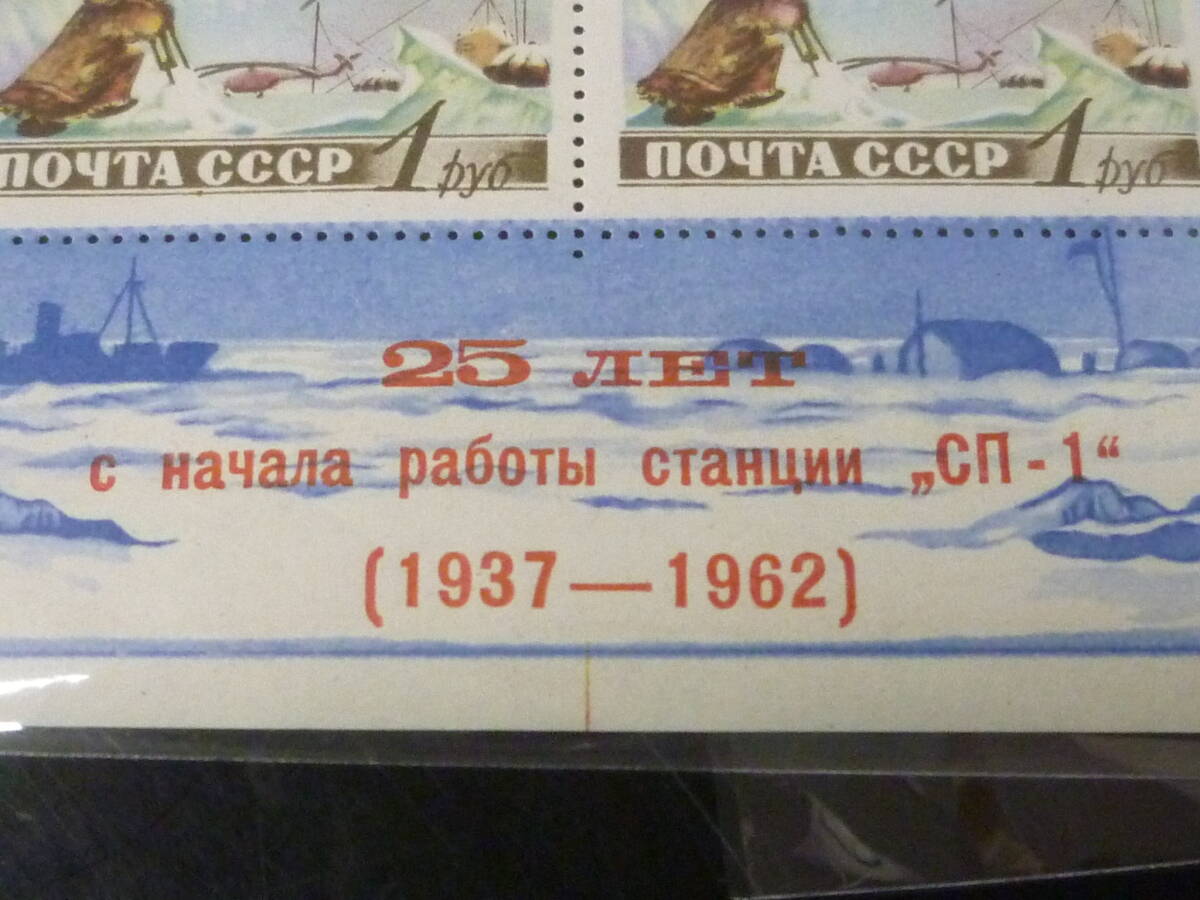 ПОЧТА СССР 1 руб
ПОЧТА СССР 1 руб
25 ЛЕТ
с начала работы станции „СП - 1“
(1937—1962)